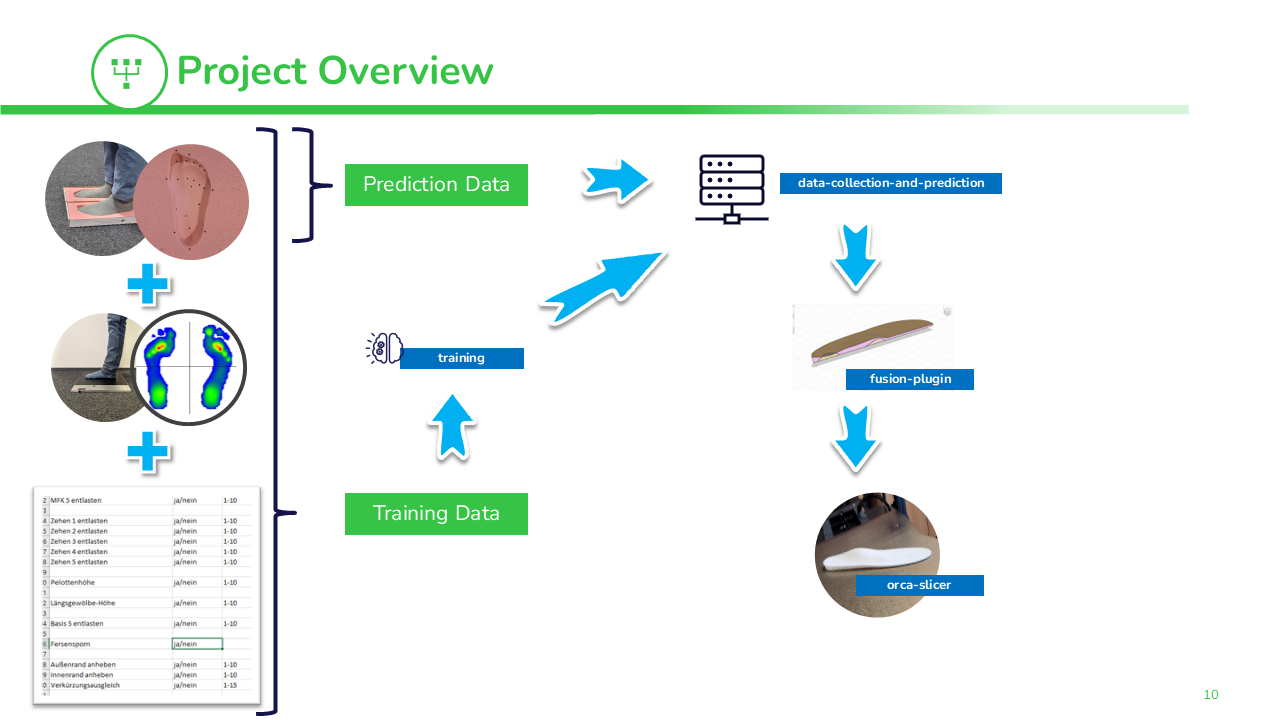 Project Overview
Prediction Data
data-collection-and-prediction
training
fusion-plugin
Training Data
orca-slicer
2 MFK 5 entlasten ja/nein 1-10
3
4 Zehen 1 entlasten ja/nein 1-10
5 Zehen 2 entlasten ja/nein 1-10
6 Zehen 3 entlasten ja/nein 1-10
7 Zehen 4 entlasten ja/nein 1-10
8 Zehen 5 entlasten ja/nein 1-10
9
0 Pelottenhöhe ja/nein 1-10
1
2 Längsgewölbe-Höhe ja/nein 1-10
3
4 Basis 5 entlasten ja/nein 1-10
5
6 Fersensporn ja/nein
7
8 Außenrand anheben ja/nein 1-10
9 Innenrand anheben ja/nein 1-10
0 Verkürzungsausgleich ja/nein 1-15
10